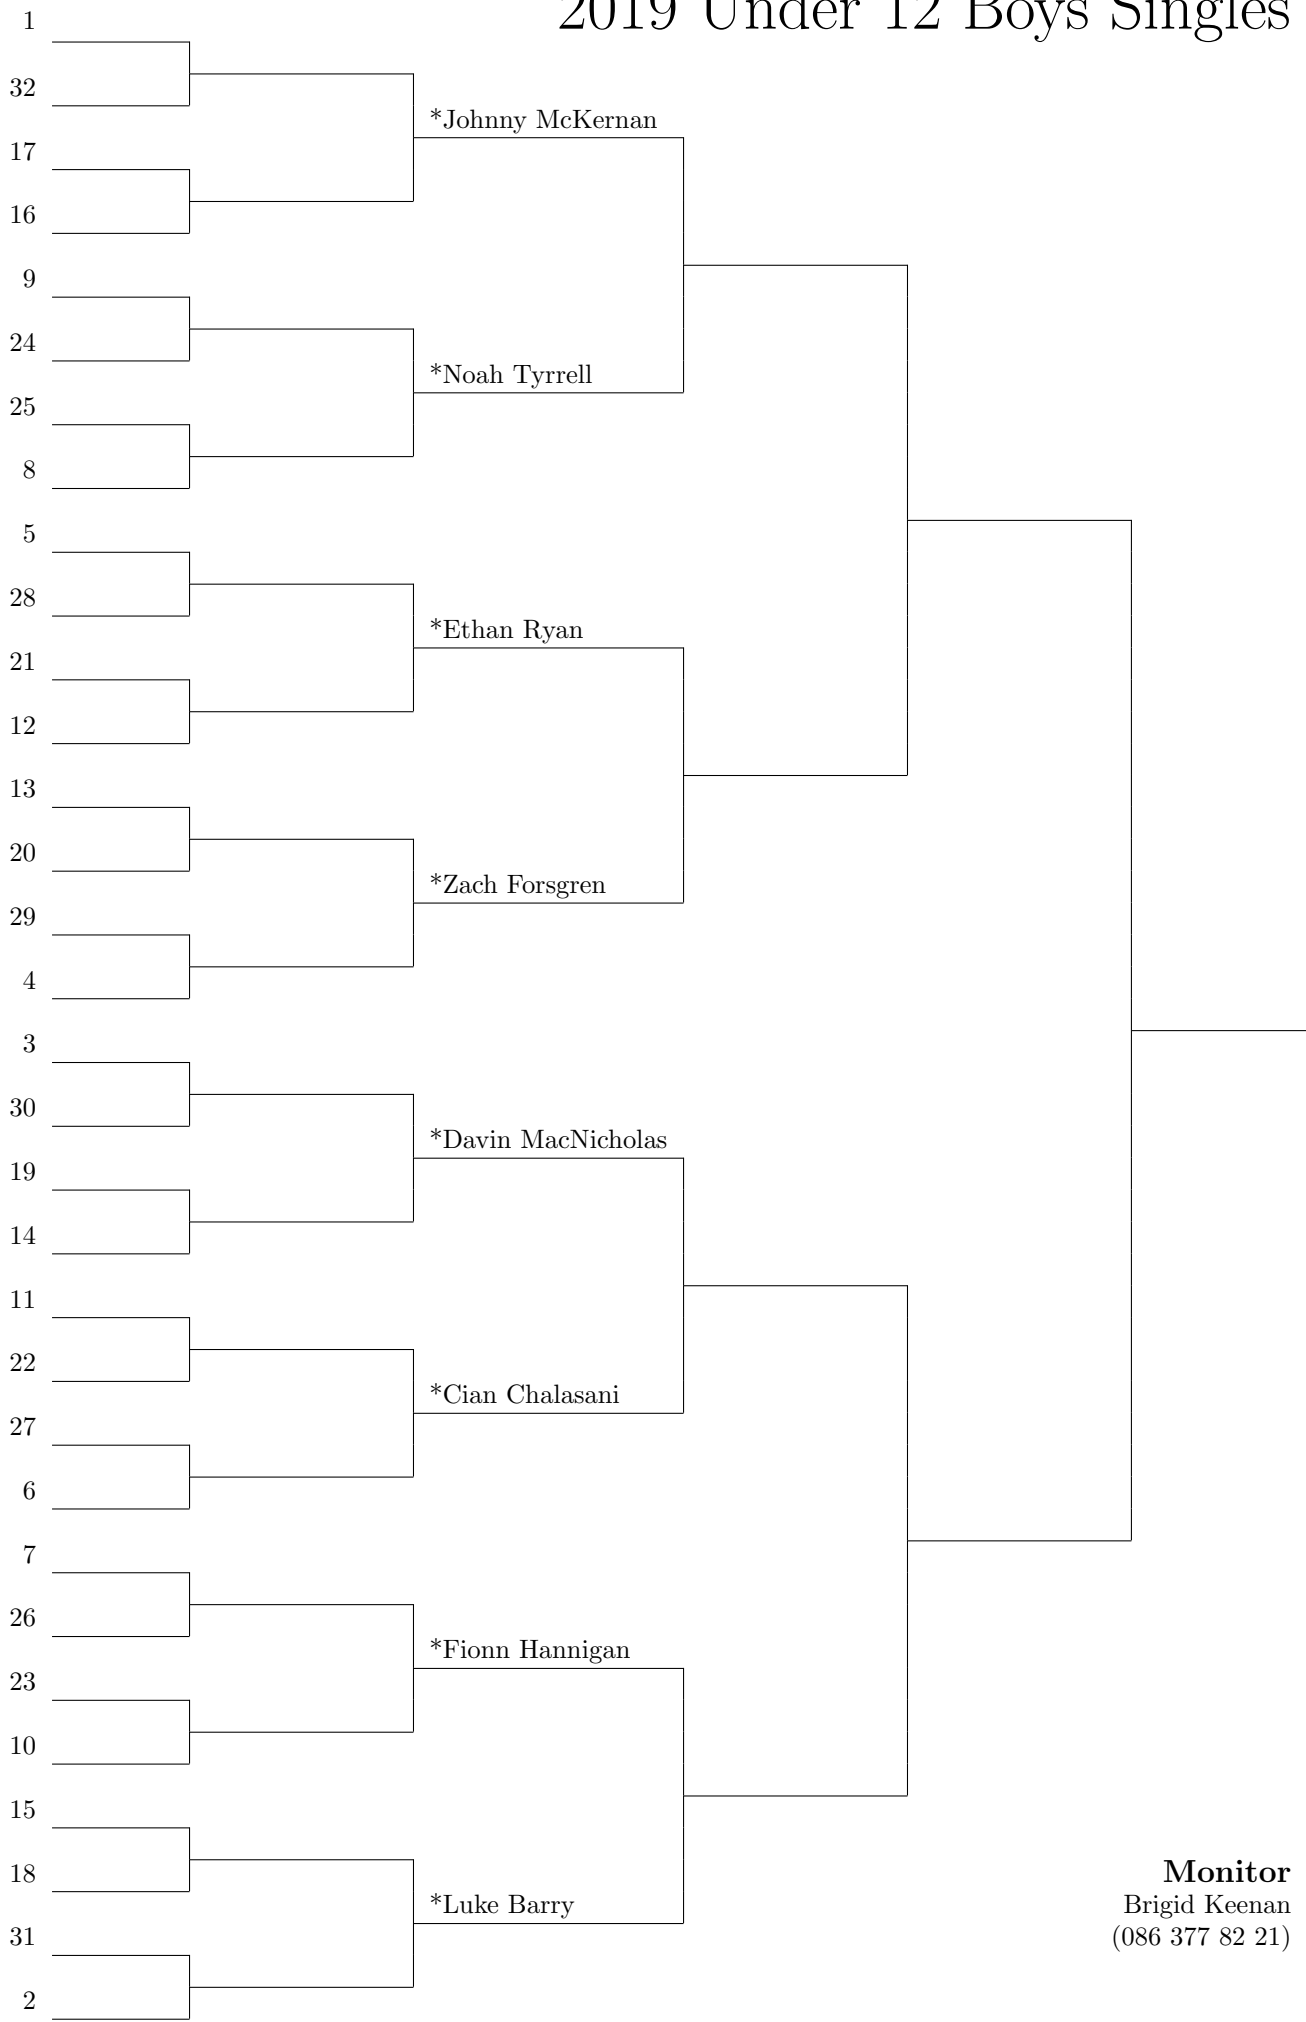 2019 Under 12 Boys Singles
1
32
*Johnny McKernan
17
16
9
24
*Noah Tyrrell
25
8
5
28
*Ethan Ryan
21
12
13
20
*Zach Forsgren
29
4
3
30
*Davin MacNicholas
19
14
11
22
*Cian Chalasani
27
6
7
26
*Fionn Hannigan
23
10
15
18
*Luke Barry
31
2
Monitor
Brigid Keenan
(086 377 82 21)